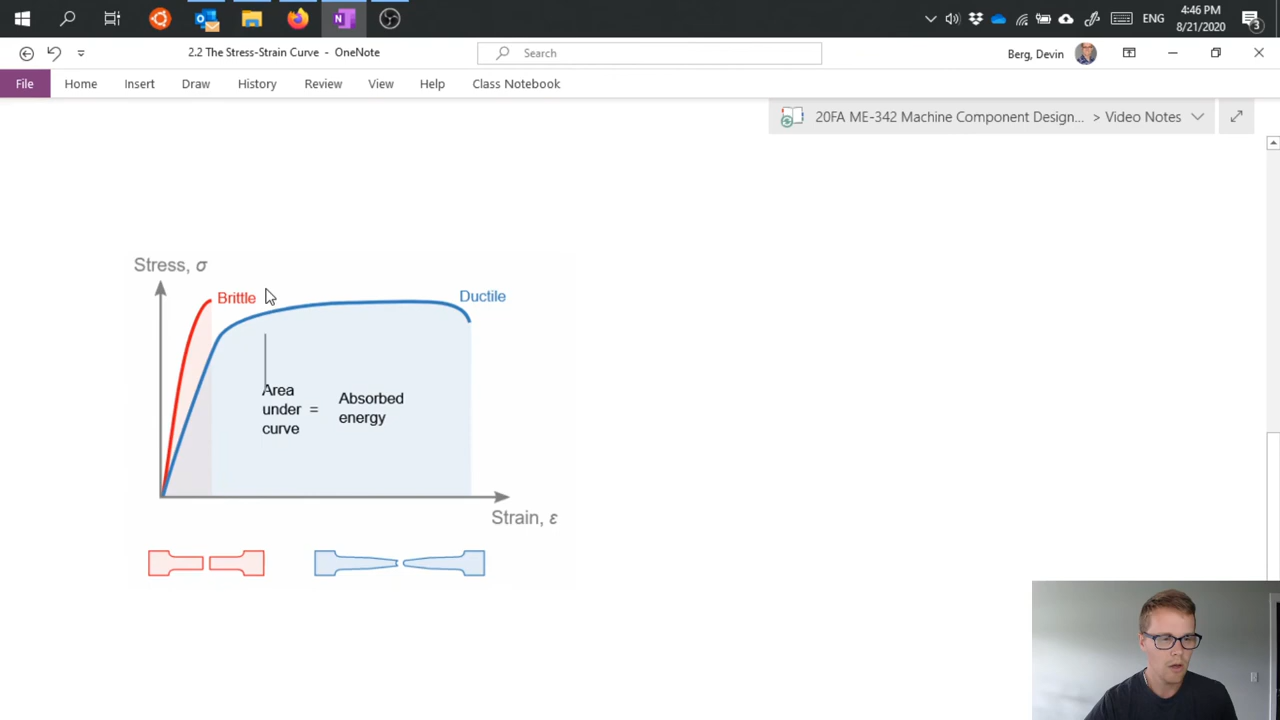 4:46 PM
ENG
8/21/2020
3
2.2 The Stress-Strain Curve - OneNote
Search
Berg, Devin
File Home Insert Draw History Review View Help Class Notebook
20FA ME-342 Machine Component Design... > Video Notes
Stress, σ
Brittle
Ductile
Area
under
curve
=
Absorbed
energy
Strain, ε